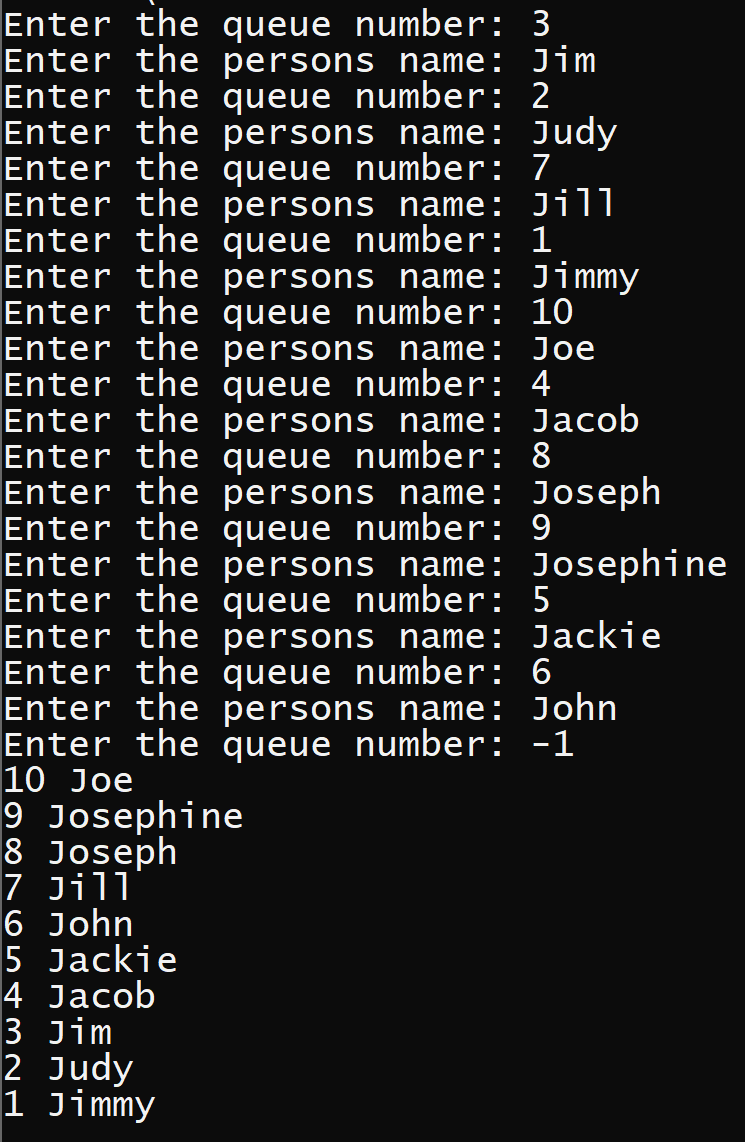 Enter the queue number: 3
Enter the persons name: Jim
Enter the queue number: 2
Enter the persons name: Judy
Enter the queue number: 7
Enter the persons name: Jill
Enter the queue number: 1
Enter the persons name: Jimmy
Enter the queue number: 10
Enter the persons name: Joe
Enter the queue number: 4
Enter the persons name: Jacob
Enter the queue number: 8
Enter the persons name: Joseph
Enter the queue number: 9
Enter the persons name: Josephine
Enter the queue number: 5
Enter the persons name: Jackie
Enter the queue number: 6
Enter the persons name: John
Enter the queue number: -1
10 Joe
9 Josephine
8 Joseph
7 Jill
6 John
5 Jackie
4 Jacob
3 Jim
2 Judy
1 Jimmy